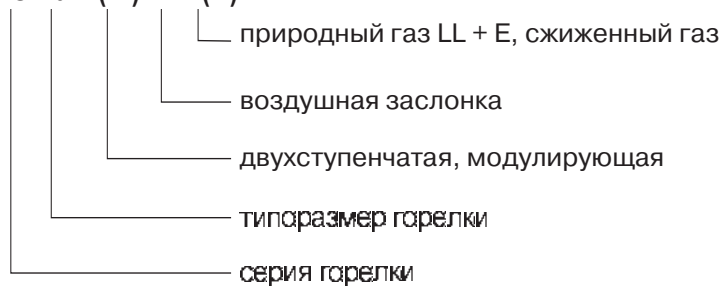 природный газ LL + E, сжиженный газ
воздушная заслонка
двухступенчатая, модулирующая
типоразмер горелки
серия горелки